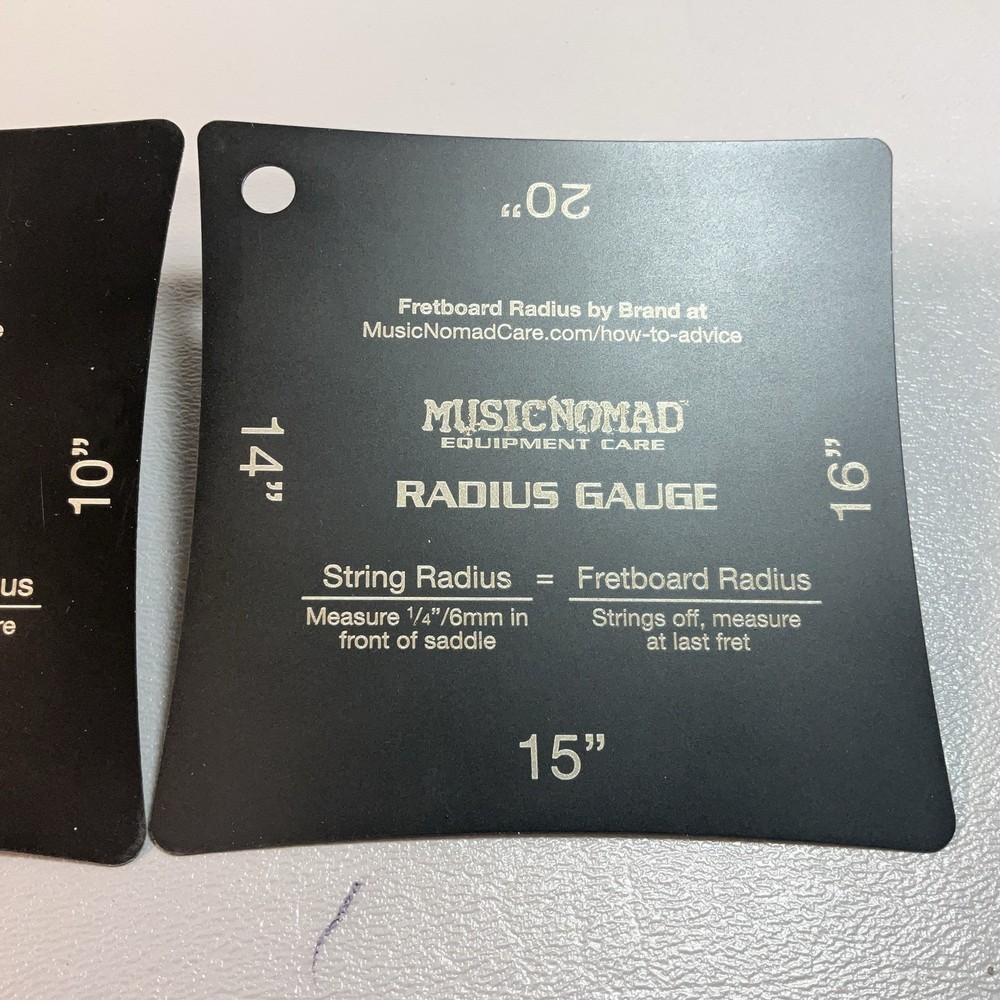 20”
Fretboard Radius by Brand at
MusicNomadCare.com/how-to-advice
14”
MUSICNOMAD™
EQUIPMENT CARE
RADIUS GAUGE
16”
String Radius = Fretboard Radius
Measure ¼”/6mm in
front of saddle
Strings off, measure
at last fret
15”
10”
us
re